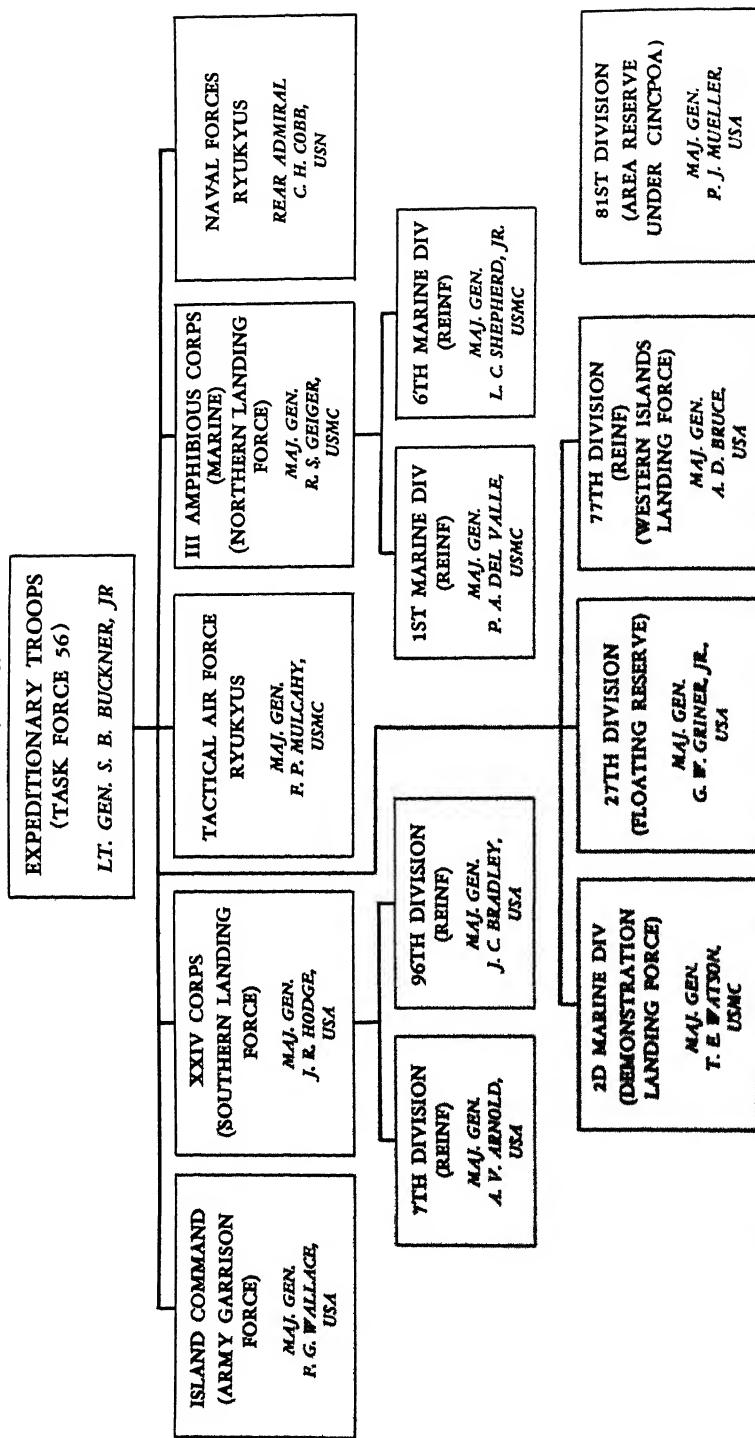 EXPEDITIONARY TROOPS
(TASK FORCE 56)
LT. GEN. S. B. BUCKNER, JR
ISLAND COMMAND
(ARMY GARRISON
FORCE)
MAJ. GEN.
F. G. WALLACE,
USA
XXIV CORPS
(SOUTHERN LANDING
FORCE)
MAJ. GEN.
J. R. HODGE,
USA
TACTICAL AIR FORCE
RYUKYUS
MAJ. GEN.
F. P. MULCAHY,
USMC
III AMPHIBIOUS CORPS
(MARINE)
(NORTHERN LANDING
FORCE)
MAJ. GEN.
R. S. GEIGER,
USMC
NAVAL FORCES
RYUKYUS
REAR ADMIRAL
C. H. COBB,
USN
7TH DIVISION
(REINF)
MAJ. GEN.
A. V. ARNOLD,
USA
96TH DIVISION
(REINF)
MAJ. GEN.
J. C. BRADLEY,
USA
1ST MARINE DIV
(REINF)
MAJ. GEN.
P. A. DEL VALLE,
USMC
6TH MARINE DIV
(REINF)
MAJ. GEN.
L. C. SHEPHERD, JR.
USMC
2D MARINE DIV
(DEMONSTRATION
LANDING FORCE)
MAJ. GEN.
T. E. WATSON,
USMC
27TH DIVISION
(FLOATING RESERVE)
MAJ. GEN.
G. W. GRINER, JR.,
USA
77TH DIVISION
(REINF)
(WESTERN ISLANDS
LANDING FORCE)
MAJ. GEN.
A. D. BRUCE,
USA
81ST DIVISION
(AREA RESERVE
UNDER CINCPOA)
MAJ. GEN.
P. J. MUELLER,
USA